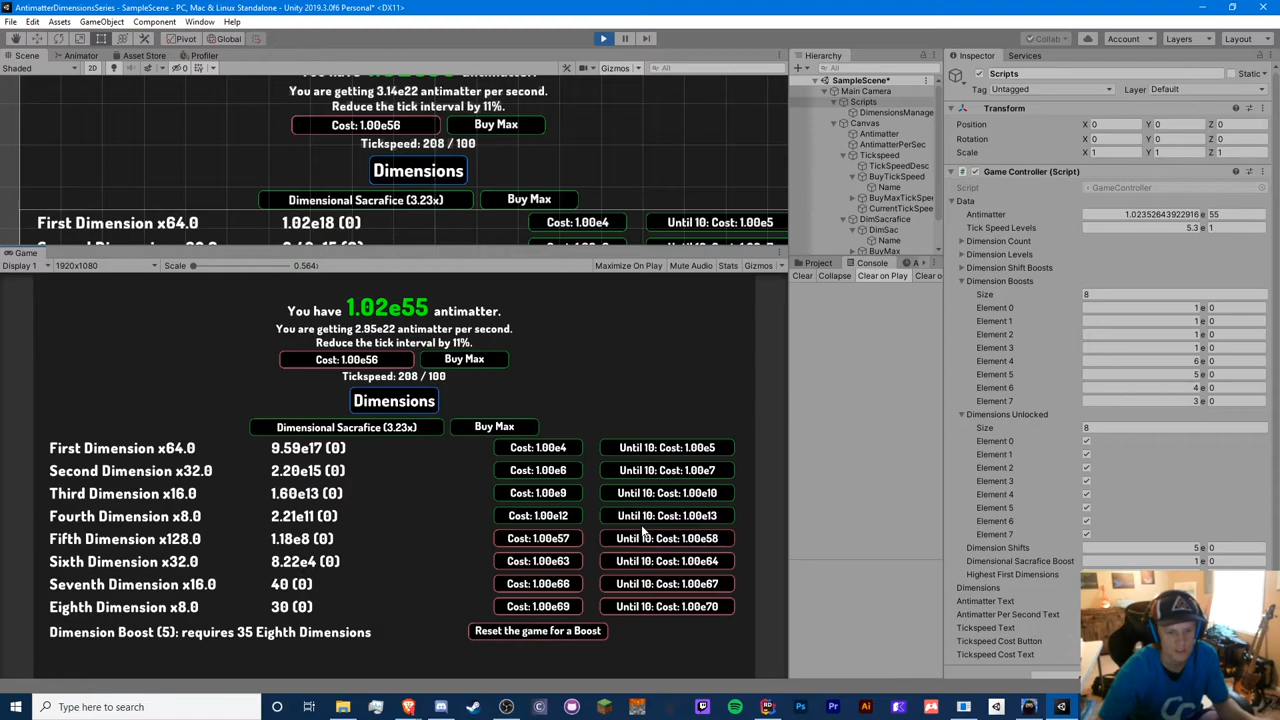 AntimatterDimensionsSeries - SampleScene - PC, Mac & Linux Standalone - Unity 2019.3.0f6 Personal* <DX11>
File Edit Assets GameObject Component Window Help
Pivot Global Collab Account Layers Layout
Scene Animator Asset Store Profiler
Shaded 2D 0 Gizmos All
You are getting 3.14e22 antimatter per second.
Reduce the tick interval by 11%.
Cost: 1.00e56 Buy Max
Tickspeed: 208 / 100
Dimensions
Dimensional Sacrafice (3.23x) Buy Max
First Dimension x64.0 1.02e18 (0) Cost: 1.00e4 Until 10: Cost: 1.00e5
Game
Display 1 1920x1080 Scale 0.564x Maximize On Play Mute Audio Stats Gizmos
You have 1.02e55 antimatter.
You are getting 2.95e22 antimatter per second.
Reduce the tick interval by 11%.
Cost: 1.00e56 Buy Max
Tickspeed: 208 / 100
Dimensions
Dimensional Sacrafice (3.23x) Buy Max
First Dimension x64.0 9.59e17 (0) Cost: 1.00e4 Until 10: Cost: 1.00e5
Second Dimension x32.0 2.20e15 (0) Cost: 1.00e6 Until 10: Cost: 1.00e7
Third Dimension x16.0 1.60e13 (0) Cost: 1.00e9 Until 10: Cost: 1.00e10
Fourth Dimension x8.0 2.21e11 (0) Cost: 1.00e12 Until 10: Cost: 1.00e13
Fifth Dimension x128.0 1.18e8 (0) Cost: 1.00e57 Until 10: Cost: 1.00e58
Sixth Dimension x32.0 8.22e4 (0) Cost: 1.00e63 Until 10: Cost: 1.00e64
Seventh Dimension x16.0 40 (0) Cost: 1.00e66 Until 10: Cost: 1.00e67
Eighth Dimension x8.0 30 (0) Cost: 1.00e69 Until 10: Cost: 1.00e70
Dimension Boost (5): requires 35 Eighth Dimensions Reset the game for a Boost
Hierarchy
All
SampleScene*
Main Camera
Scripts
DimensionsManage
Canvas
Antimatter
AntimatterPerSec
Tickspeed
TickSpeedDesc
BuyTickSpeed
Name
BuyMaxTickSpe
CurrentTickSpe
DimSacrafice
DimSac
Name
BuyMax
Project Console A
Clear Collapse Clear on Play Clear o
Inspector Services
Scripts Static
Tag Untagged Layer Default
Transform
Position X 0 Y 0 Z 0
Rotation X 0 Y 0 Z 0
Scale X 1 Y 1 Z 1
Game Controller (Script)
Script GameController
Data
Antimatter 1.02352643922916 e 55
Tick Speed Levels 5.3 e 1
Dimension Count
Dimension Levels
Dimension Shift Boosts
Dimension Boosts
Size 8
Element 0 1 e 0
Element 1 1 e 0
Element 2 1 e 0
Element 3 1 e 0
Element 4 6 e 0
Element 5 5 e 0
Element 6 4 e 0
Element 7 3 e 0
Dimensions Unlocked
Size 8
Element 0
Element 1
Element 2
Element 3
Element 4
Element 5
Element 6
Element 7
Dimension Shifts 5 e 0
Dimensional Sacrafice Boost 1 e 0
Highest First Dimensions
Dimensions
Antimatter Text
Antimatter Per Second Text
Tickspeed Text
Tickspeed Cost Button
Tickspeed Cost Text
Type here to search